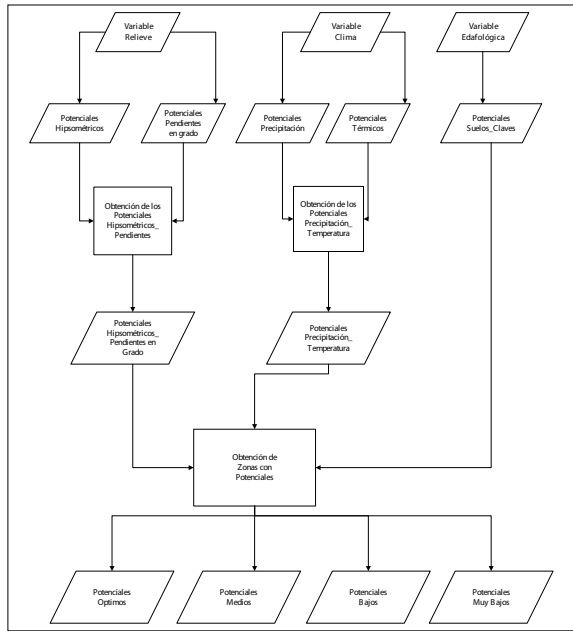 Variable
Relieve
Variable
Clima
Variable
Edafológica
Potenciales
Hipsométricos
Potenciales
Pendientes
en grado
Potenciales
Precipitación
Potenciales
Térmicos
Potenciales
Suelos_Claves
Obtención de los
Potenciales
Hipsométricos_
Pendientes
Obtención de los
Potenciales
Precipitación_
Temperatura
Potenciales
Hipsométricos_
Pendientes en
Grado
Potenciales
Precipitación_
Temperatura
Obtención de
Zonas con
Potenciales
Potenciales
Optimos
Potenciales
Medios
Potenciales
Bajos
Potenciales
Muy Bajos